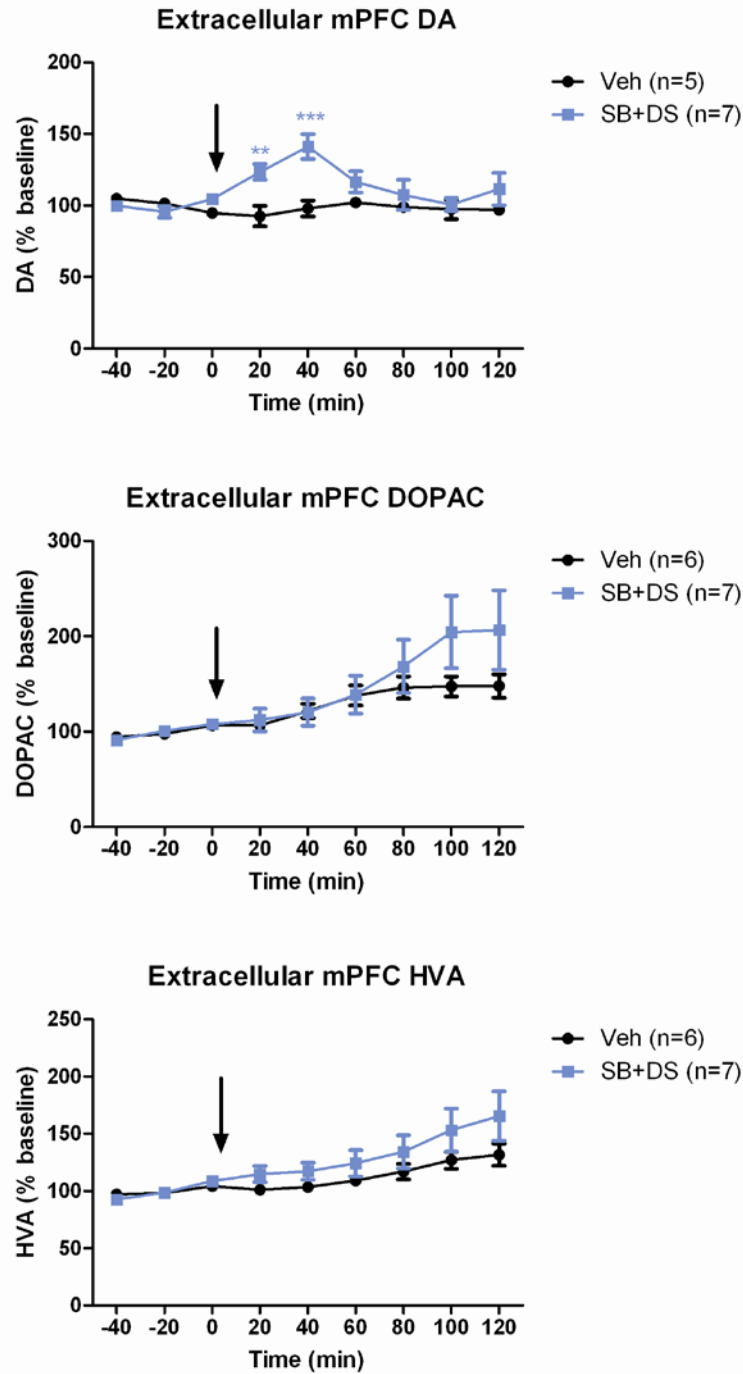 Extracellular mPFC DA
200
150
100
50
0
DA (% baseline)
** ***
-40 -20 0 20 40 60 80 100 120
Time (min)
Veh (n=5)
SB+DS (n=7)
Extracellular mPFC DOPAC
300
200
100
0
DOPAC (% baseline)
-40 -20 0 20 40 60 80 100 120
Time (min)
Veh (n=6)
SB+DS (n=7)
Extracellular mPFC HVA
250
200
150
100
50
0
HVA (% baseline)
-40 -20 0 20 40 60 80 100 120
Time (min)
Veh (n=6)
SB+DS (n=7)